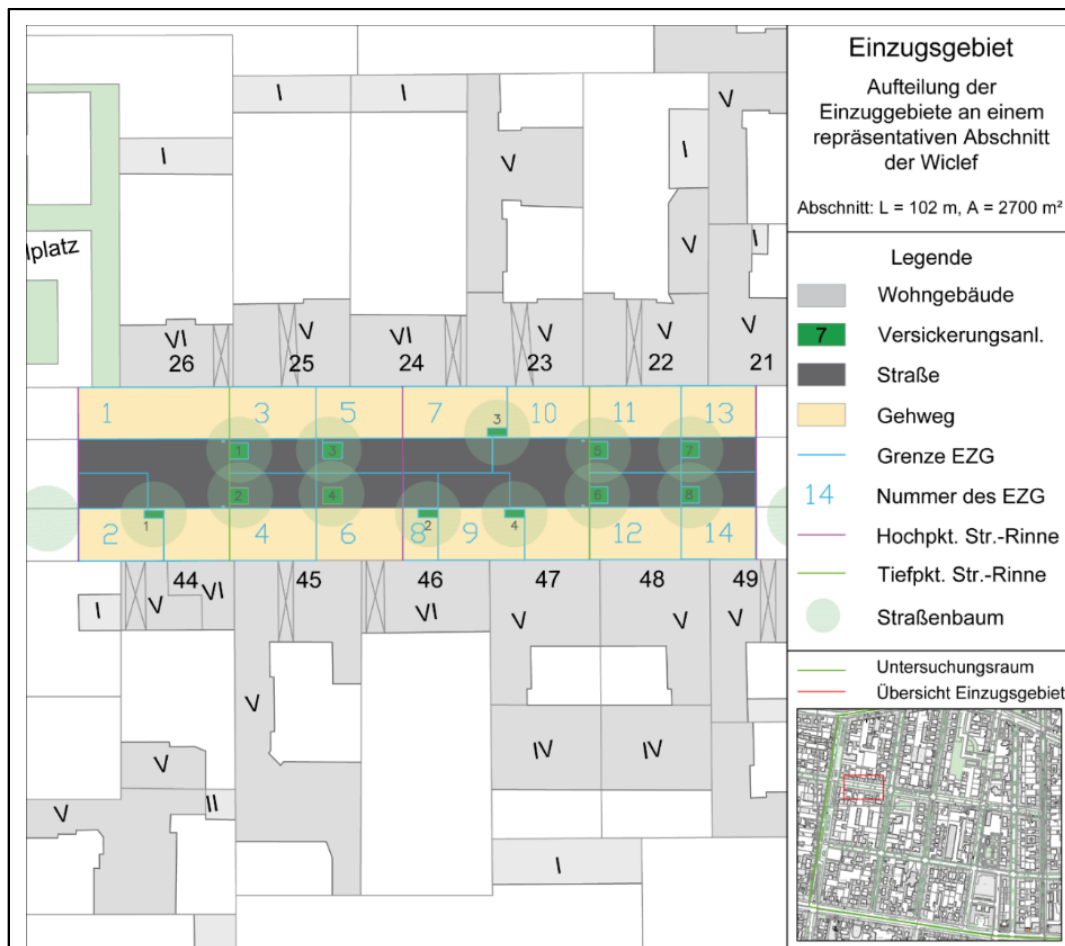 I
I
V
I
V
I
lplatz
V
I
VI
V
VI
V
V
V
26
25
24
23
22
21
1
3
5
7
3
10
11
13
1
3
5
7
2
4
6
8
2
1
4
6
8
2
9
4
12
14
44
45
46
47
48
49
I
V
VI
VI
V
V
V
V
V
IV
IV
V
II
I
Einzugsgebiet
Aufteilung der
Einzuggebiete an einem
repräsentativen Abschnitt
der Wiclef
Abschnitt: L = 102 m, A = 2700 m²
Legende
Wohngebäude
7 Versickerungsanl.
Straße
Gehweg
Grenze EZG
14 Nummer des EZG
Hochpkt. Str.-Rinne
Tiefpkt. Str.-Rinne
Straßenbaum
Untersuchungsraum
Übersicht Einzugsgebiet